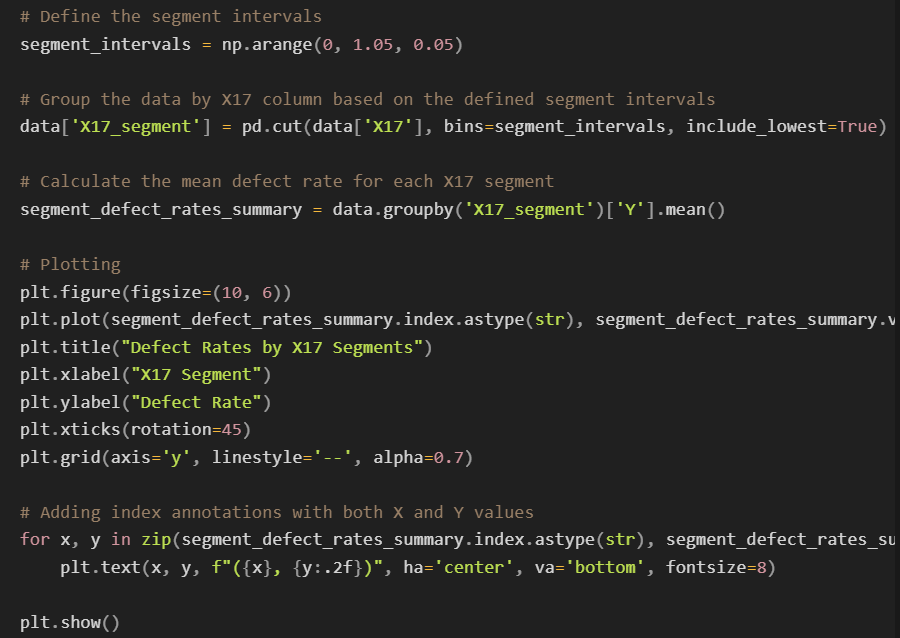 # Define the segment intervals
segment_intervals = np.arange(0, 1.05, 0.05)
# Group the data by X17 column based on the defined segment intervals
data['X17_segment'] = pd.cut(data['X17'], bins=segment_intervals, include_lowest=True)
# Calculate the mean defect rate for each X17 segment
segment_defect_rates_summary = data.groupby('X17_segment')['Y'].mean()
# Plotting
plt.figure(figsize=(10, 6))
plt.plot(segment_defect_rates_summary.index.astype(str), segment_defect_rates_summary.v
plt.title("Defect Rates by X17 Segments")
plt.xlabel("X17 Segment")
plt.ylabel("Defect Rate")
plt.xticks(rotation=45)
plt.grid(axis='y', linestyle='--', alpha=0.7)
# Adding index annotations with both X and Y values
for x, y in zip(segment_defect_rates_summary.index.astype(str), segment_defect_rates_su
    plt.text(x, y, f"({x}, {y:.2f})", ha='center', va='bottom', fontsize=8)
plt.show()